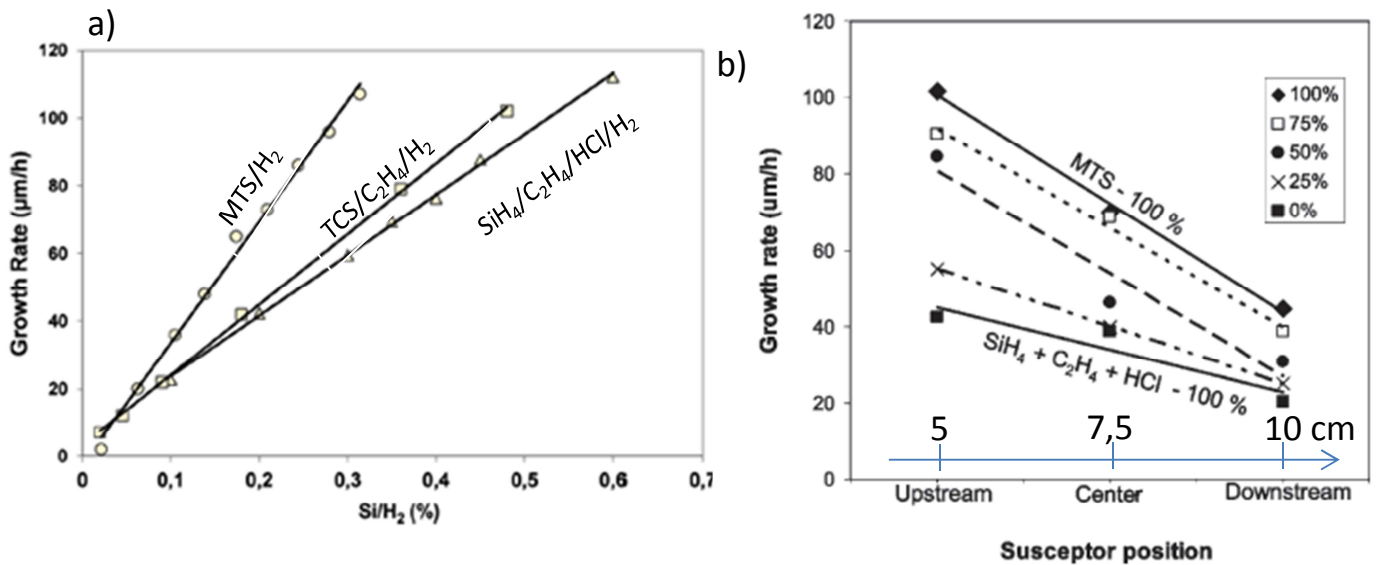 a)
120
100
80
60
40
20
0
0
0,1
0,2
0,3
0,4
0,5
0,6
0,7
Growth Rate (µm/h)
Si/H₂ (%)
MTS/H₂
TCS/C₂H₄/H₂
SiH₄/C₂H₄/HCl/H₂
b)
120
100
80
60
40
20
0
Growth rate (um/h)
100%
75%
50%
25%
0%
MTS - 100 %
SiH₄ + C₂H₄ + HCl - 100 %
5
7,5
10 cm
Upstream
Center
Downstream
Susceptor position